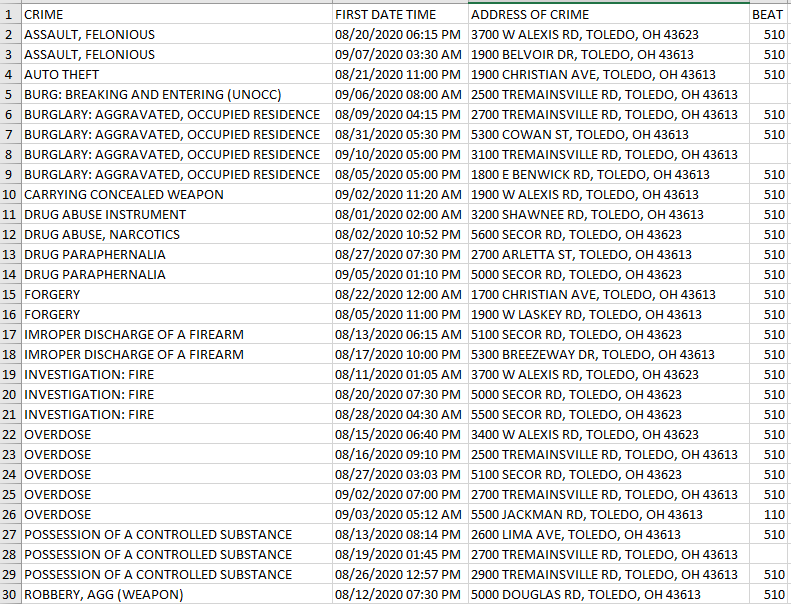 1 CRIME FIRST DATE TIME ADDRESS OF CRIME BEAT
2 ASSAULT, FELONIOUS 08/20/2020 06:15 PM 3700 W ALEXIS RD, TOLEDO, OH 43623 510
3 ASSAULT, FELONIOUS 09/07/2020 03:30 AM 1900 BELVOIR DR, TOLEDO, OH 43613 510
4 AUTO THEFT 08/21/2020 11:00 PM 1900 CHRISTIAN AVE, TOLEDO, OH 43613 510
5 BURG: BREAKING AND ENTERING (UNOCC) 09/06/2020 08:00 AM 2500 TREMAINSVILLE RD, TOLEDO, OH 43613
6 BURGLARY: AGGRAVATED, OCCUPIED RESIDENCE 08/09/2020 04:15 PM 2700 TREMAINSVILLE RD, TOLEDO, OH 43613 510
7 BURGLARY: AGGRAVATED, OCCUPIED RESIDENCE 08/31/2020 05:30 PM 5300 COWAN ST, TOLEDO, OH 43613 510
8 BURGLARY: AGGRAVATED, OCCUPIED RESIDENCE 09/10/2020 05:00 PM 3100 TREMAINSVILLE RD, TOLEDO, OH 43613
9 BURGLARY: AGGRAVATED, OCCUPIED RESIDENCE 08/05/2020 05:00 PM 1800 E BENWICK RD, TOLEDO, OH 43613 510
10 CARRYING CONCEALED WEAPON 09/02/2020 11:20 AM 1900 W ALEXIS RD, TOLEDO, OH 43613 510
11 DRUG ABUSE INSTRUMENT 08/01/2020 02:00 AM 3200 SHAWNEE RD, TOLEDO, OH 43613 510
12 DRUG ABUSE, NARCOTICS 08/02/2020 10:52 PM 5600 SECOR RD, TOLEDO, OH 43623 510
13 DRUG PARAPHERNALIA 08/27/2020 07:30 PM 2700 ARLETTA ST, TOLEDO, OH 43613 510
14 DRUG PARAPHERNALIA 09/05/2020 01:10 PM 5000 SECOR RD, TOLEDO, OH 43623 510
15 FORGERY 08/22/2020 12:00 AM 1700 CHRISTIAN AVE, TOLEDO, OH 43613 510
16 FORGERY 08/05/2020 11:00 PM 1900 W LASKEY RD, TOLEDO, OH 43613 510
17 IMROPER DISCHARGE OF A FIREARM 08/13/2020 06:15 AM 5100 SECOR RD, TOLEDO, OH 43623 510
18 IMROPER DISCHARGE OF A FIREARM 08/17/2020 10:00 PM 5300 BREEZEWAY DR, TOLEDO, OH 43613 510
19 INVESTIGATION: FIRE 08/11/2020 01:05 AM 3700 W ALEXIS RD, TOLEDO, OH 43623 510
20 INVESTIGATION: FIRE 08/20/2020 07:30 PM 5000 SECOR RD, TOLEDO, OH 43623 510
21 INVESTIGATION: FIRE 08/28/2020 04:30 AM 5500 SECOR RD, TOLEDO, OH 43623 510
22 OVERDOSE 08/15/2020 06:40 PM 3400 W ALEXIS RD, TOLEDO, OH 43623 510
23 OVERDOSE 08/16/2020 09:10 PM 2500 TREMAINSVILLE RD, TOLEDO, OH 43613 510
24 OVERDOSE 08/27/2020 03:03 PM 5100 SECOR RD, TOLEDO, OH 43623 510
25 OVERDOSE 09/02/2020 07:00 PM 2700 TREMAINSVILLE RD, TOLEDO, OH 43613 510
26 OVERDOSE 09/03/2020 05:12 AM 5500 JACKMAN RD, TOLEDO, OH 43613 110
27 POSSESSION OF A CONTROLLED SUBSTANCE 08/13/2020 08:14 PM 2600 LIMA AVE, TOLEDO, OH 43613 510
28 POSSESSION OF A CONTROLLED SUBSTANCE 08/19/2020 01:45 PM 2700 TREMAINSVILLE RD, TOLEDO, OH 43613
29 POSSESSION OF A CONTROLLED SUBSTANCE 08/26/2020 12:57 PM 2900 TREMAINSVILLE RD, TOLEDO, OH 43613 510
30 ROBBERY, AGG (WEAPON) 08/12/2020 07:30 PM 5000 DOUGLAS RD, TOLEDO, OH 43613 510